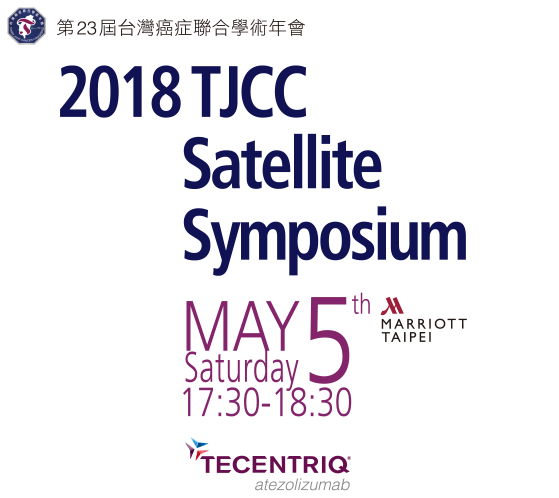 第23屆台灣癌症聯合學術年會
2018 TJCC
Satellite
Symposium
MAY 5th
Saturday
17:30-18:30
MARRIOTT
TAIPEI
TECENTRIQ®
atezolizumab